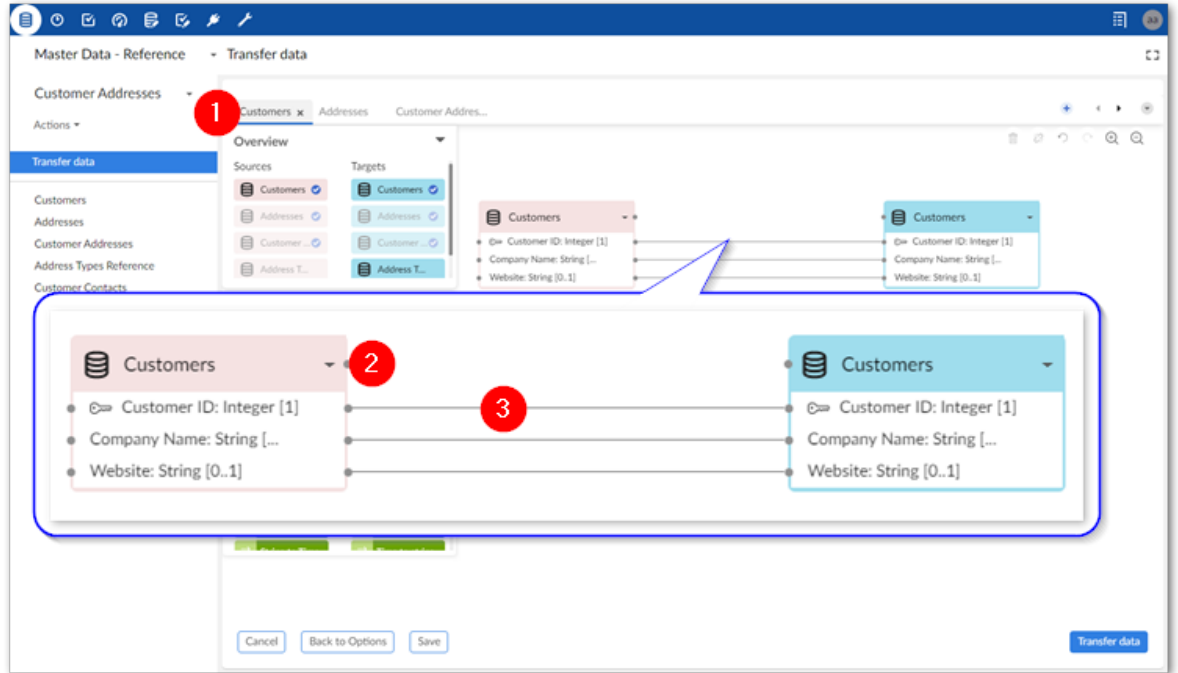 aa
Master Data - Reference
Transfer data
Customer Addresses
Actions
1
Customers x
Addresses
Customer Addres...
Overview
Transfer data
Sources
Targets
Customers
Customers
Customers
Addresses
Addresses
Addresses
Customer Addresses
Customer ...
Customer ...
Address Types Reference
Address T...
Address T...
Customer Contacts
Customers
Customer ID: Integer [1]
Company Name: String [...
Website: String [0..1]
Customers
Customer ID: Integer [1]
Company Name: String [...
Website: String [0..1]
Customers
2
Customer ID: Integer [1]
3
Company Name: String [...
Website: String [0..1]
Customers
Customer ID: Integer [1]
Company Name: String [...
Website: String [0..1]
Cancel
Back to Options
Save
Transfer data